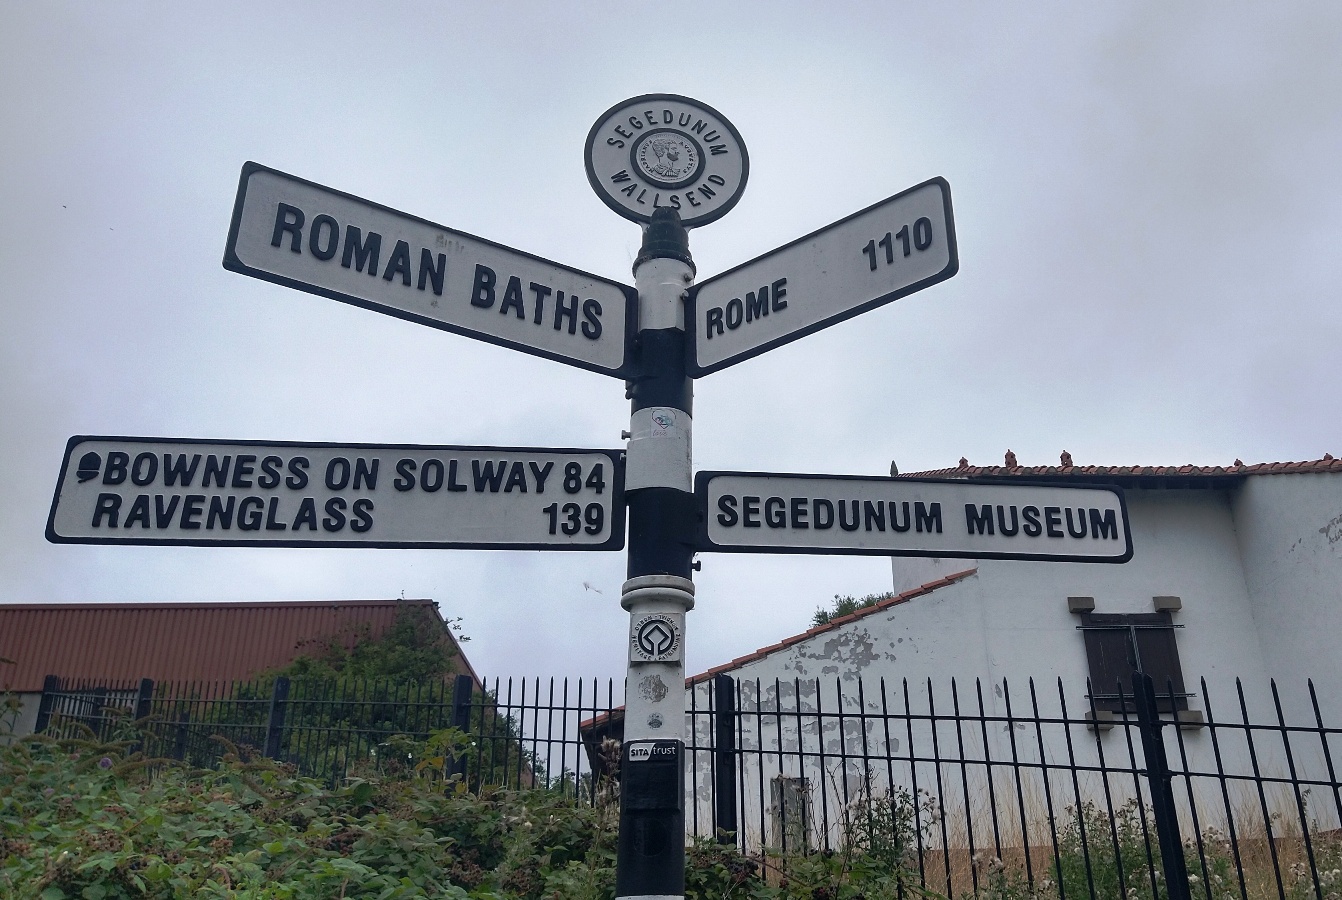 SEGEDUNUM
WALLSEND
ROMAN BATHS
ROME 1110
BOWNESS ON SOLWAY 84
RAVENGLASS 139
SEGEDUNUM MUSEUM
SITA trust